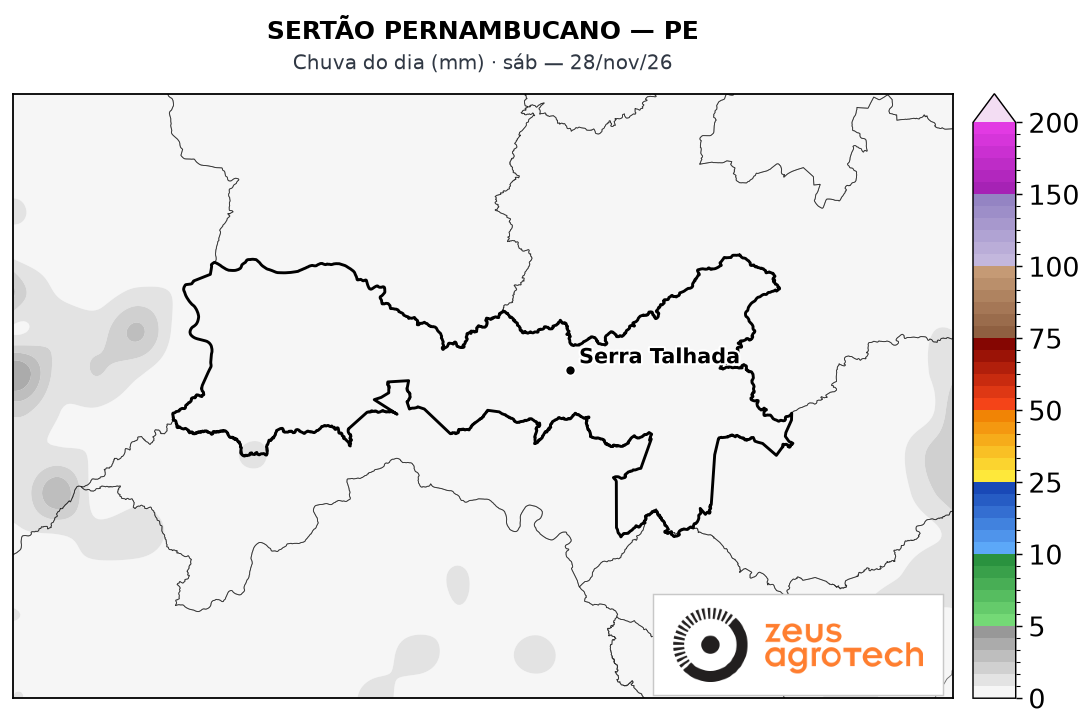 SERTÃO PERNAMBUCANO — PE
Chuva do dia (mm) · sáb — 28/nov/26
200
150
100
75
50
25
10
5
0
Serra Talhada
zeus
agrotech